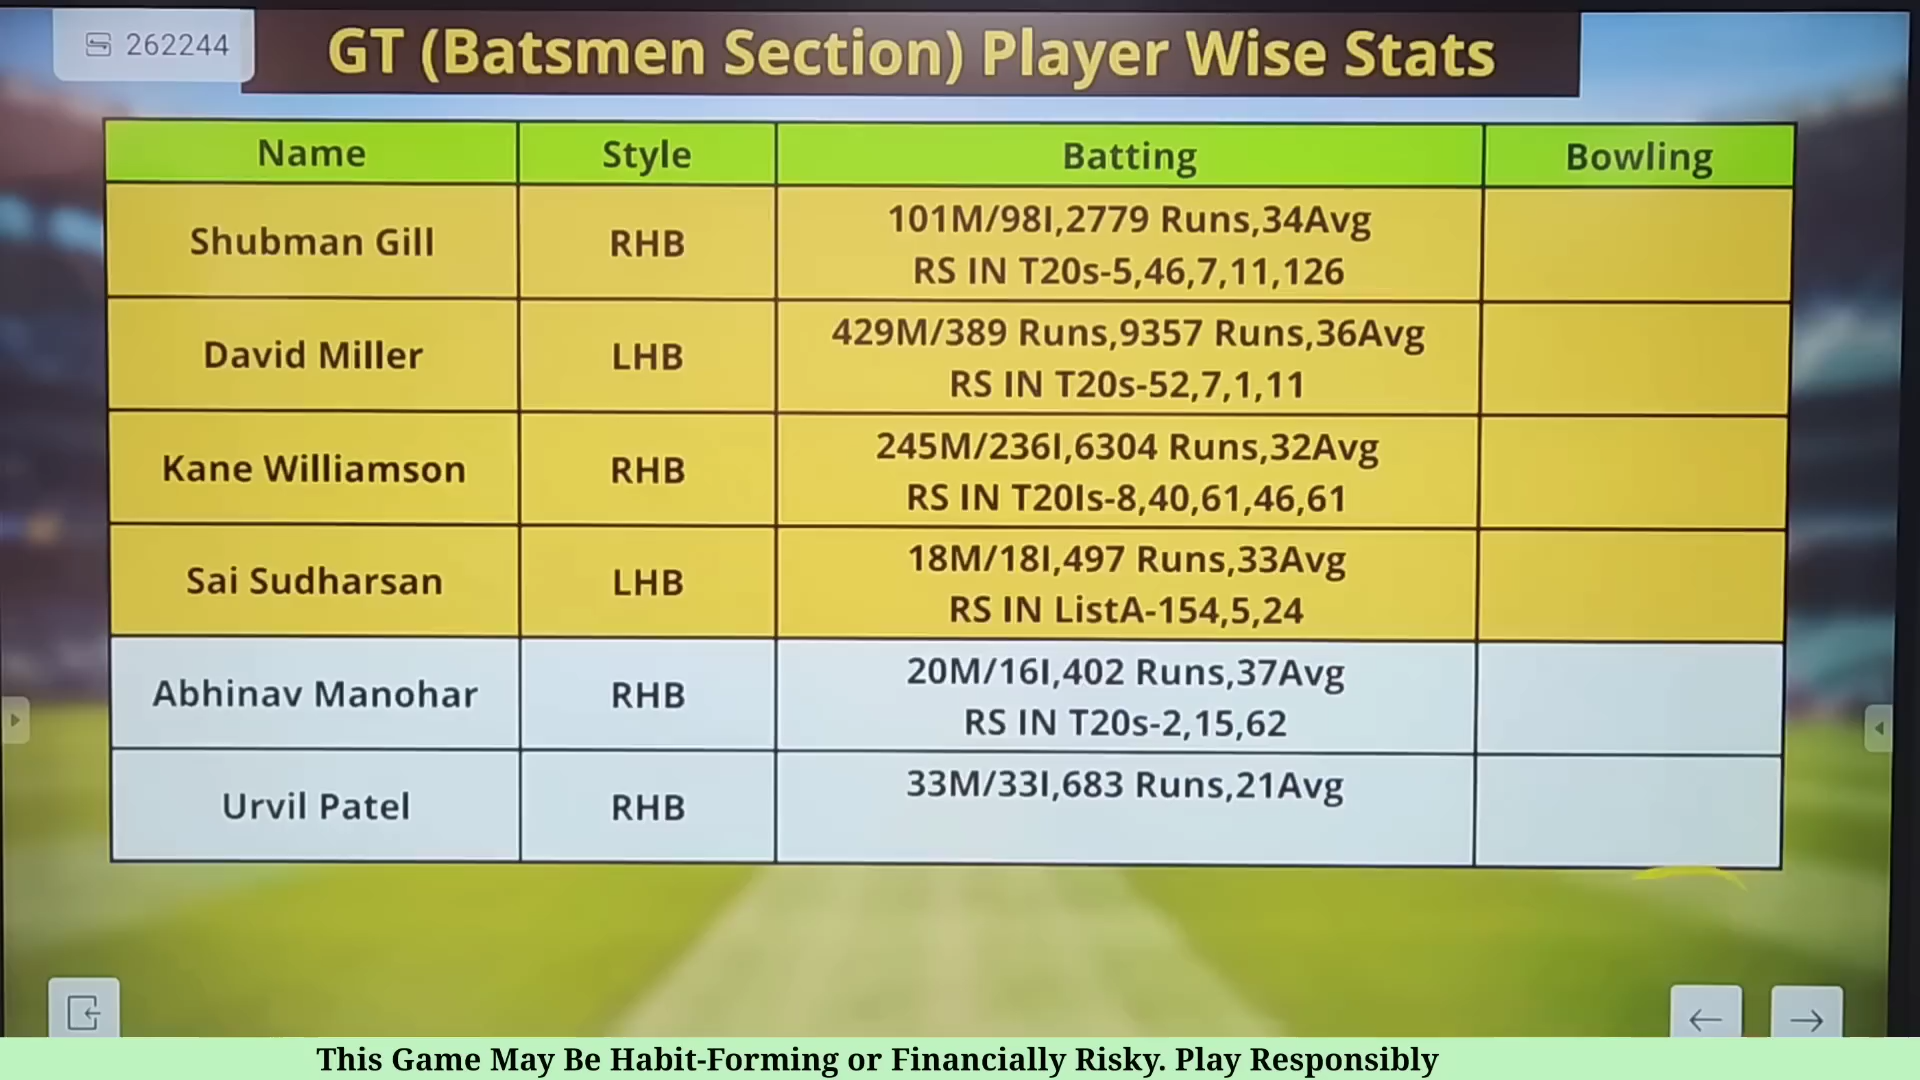 262244
GT (Batsmen Section) Player Wise Stats
Name Style Batting Bowling
Shubman Gill RHB 101M/98I,2779 Runs,34Avg
RS IN T20s-5,46,7,11,126
David Miller LHB 429M/389 Runs,9357 Runs,36Avg
RS IN T20s-52,7,1,11
Kane Williamson RHB 245M/236I,6304 Runs,32Avg
RS IN T20Is-8,40,61,46,61
Sai Sudharsan LHB 18M/18I,497 Runs,33Avg
RS IN ListA-154,5,24
Abhinav Manohar RHB 20M/16I,402 Runs,37Avg
RS IN T20s-2,15,62
Urvil Patel RHB 33M/33I,683 Runs,21Avg
This Game May Be Habit-Forming or Financially Risky. Play Responsibly